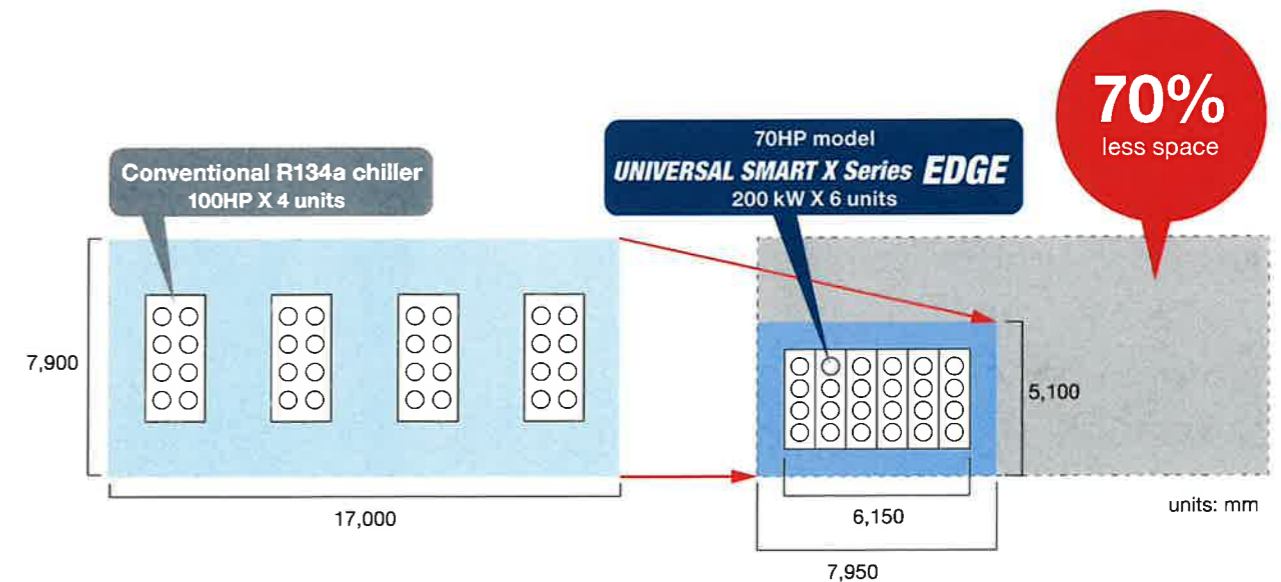 70%
less space
70HP model
UNIVERSAL SMART X Series EDGE
200 kW X 6 units
Conventional R134a chiller
100HP X 4 units
7,900
5,100
17,000
6,150
7,950
units: mm